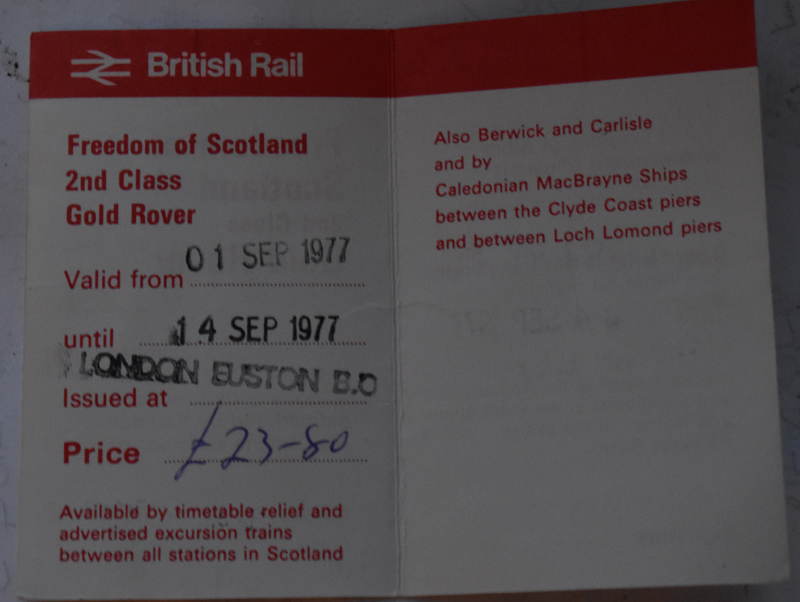 British Rail
Freedom of Scotland
2nd Class
Gold Rover
Valid from 01 SEP 1977
until 14 SEP 1977
LONDON EUSTON B.O
Issued at
Price £23-80
Available by timetable relief and
advertised excursion trains
between all stations in Scotland
Also Berwick and Carlisle
and by
Caledonian MacBrayne Ships
between the Clyde Coast piers
and between Loch Lomond piers